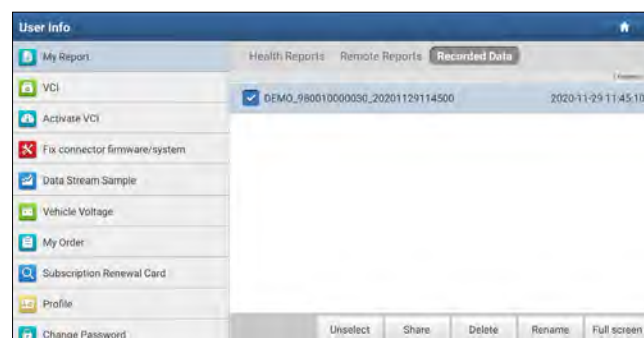 User Info
My Report
Health Reports Remote Reports Recorded Data
VCI
DEMO_980010000030_20201129114500 2020-11-29 11:45:10
Activate VCI
Fix connector firmware/system
Data Stream Sample
Vehicle Voltage
My Order
Subscription Renewal Card
Profile
Change Password
Unselect Share Delete Rename Full screen